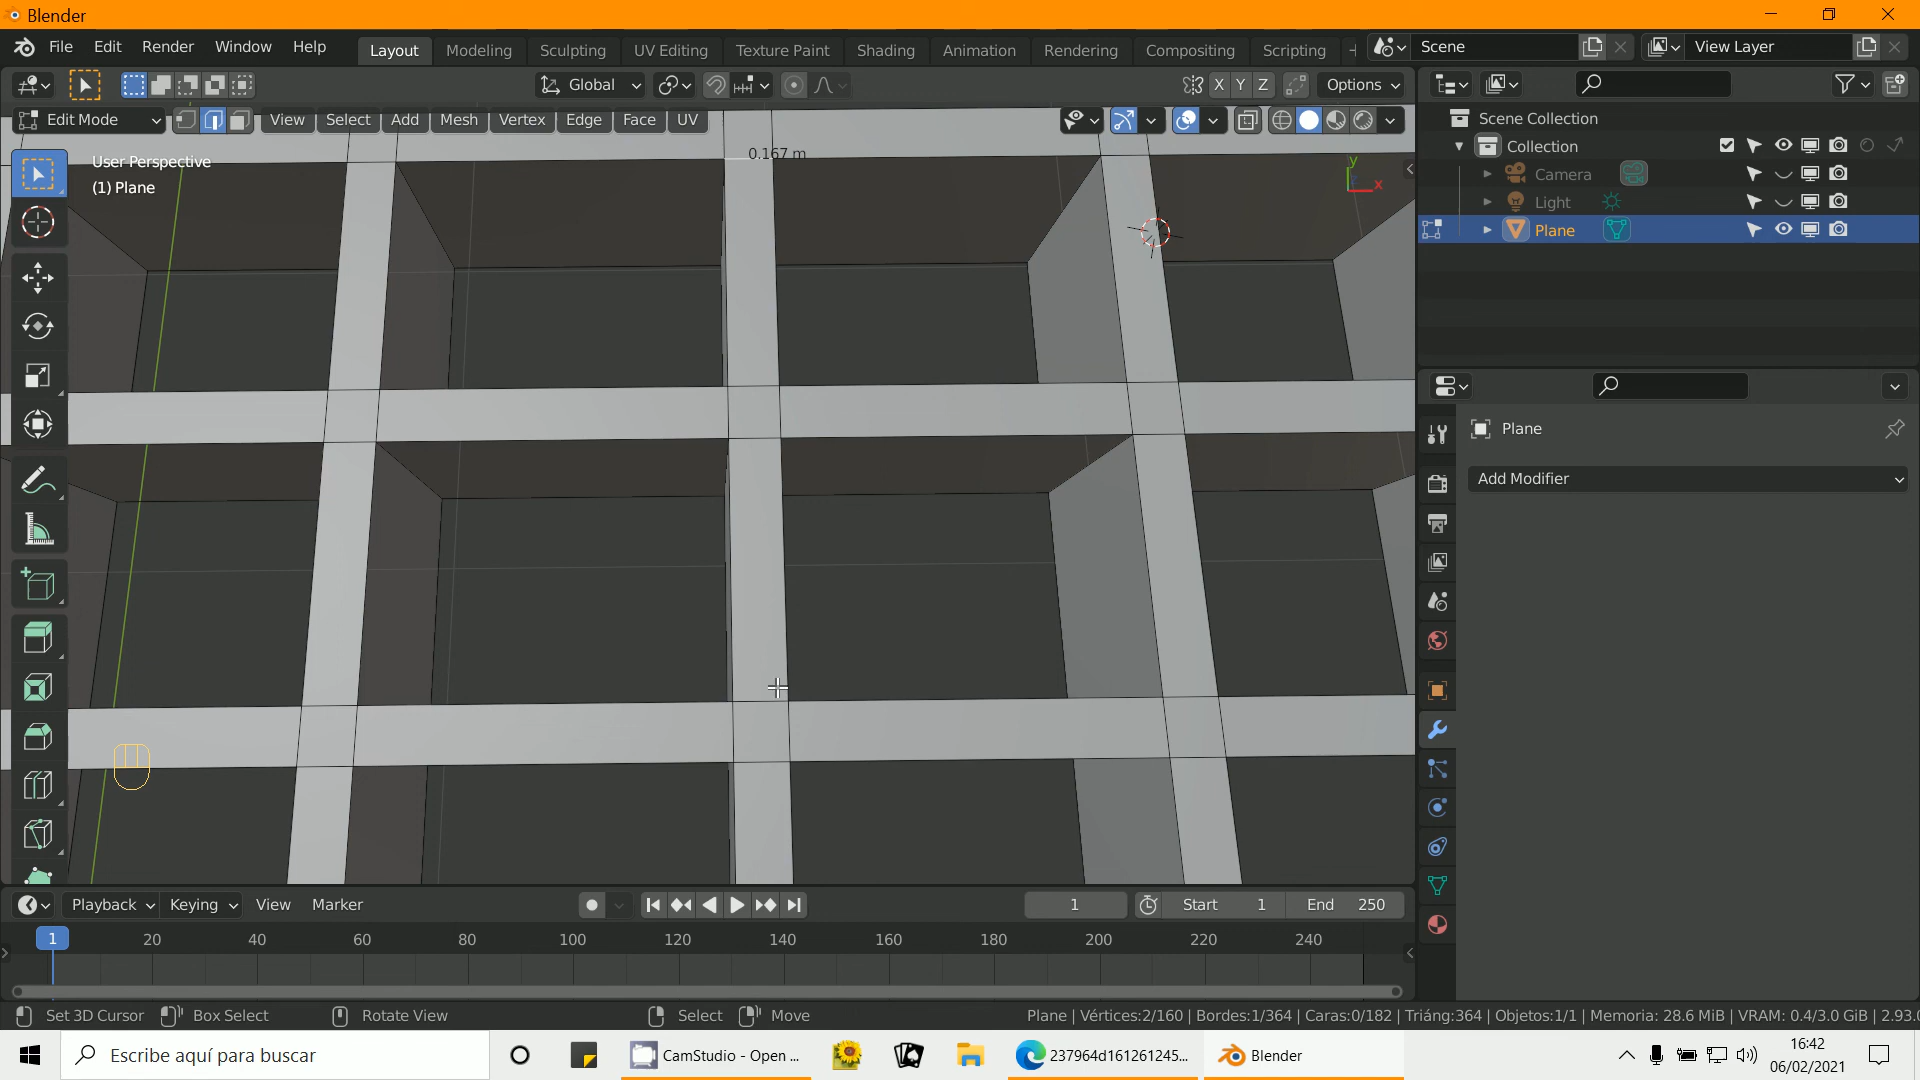 Blender
File Edit Render Window Help Layout Modeling Sculpting UV Editing Texture Paint Shading Animation Rendering Compositing Scripting Scene View Layer
Global X Y Z Options
Edit Mode View Select Add Mesh Vertex Edge Face UV
User Perspective
(1) Plane
0.167 m
y
x
Scene Collection
Collection
Camera
Light
Plane
Plane
Add Modifier
Playback Keying View Marker 1 Start 1 End 250
1 20 40 60 80 100 120 140 160 180 200 220 240
Set 3D Cursor Box Select Rotate View Select Move Plane | Vértices:2/160 | Bordes:1/364 | Caras:0/182 | Triáng:364 | Objetos:1/1 | Memoria: 28.6 MiB | VRAM: 0.4/3.0 GiB | 2.93.0
Escribe aquí para buscar CamStudio - Open ... 237964d161261245... Blender
16:42
06/02/2021